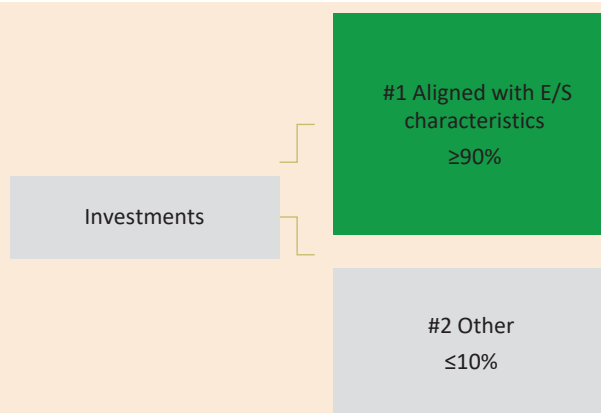 #1 Aligned with E/S
characteristics
≥90%
Investments
#2 Other
≤10%